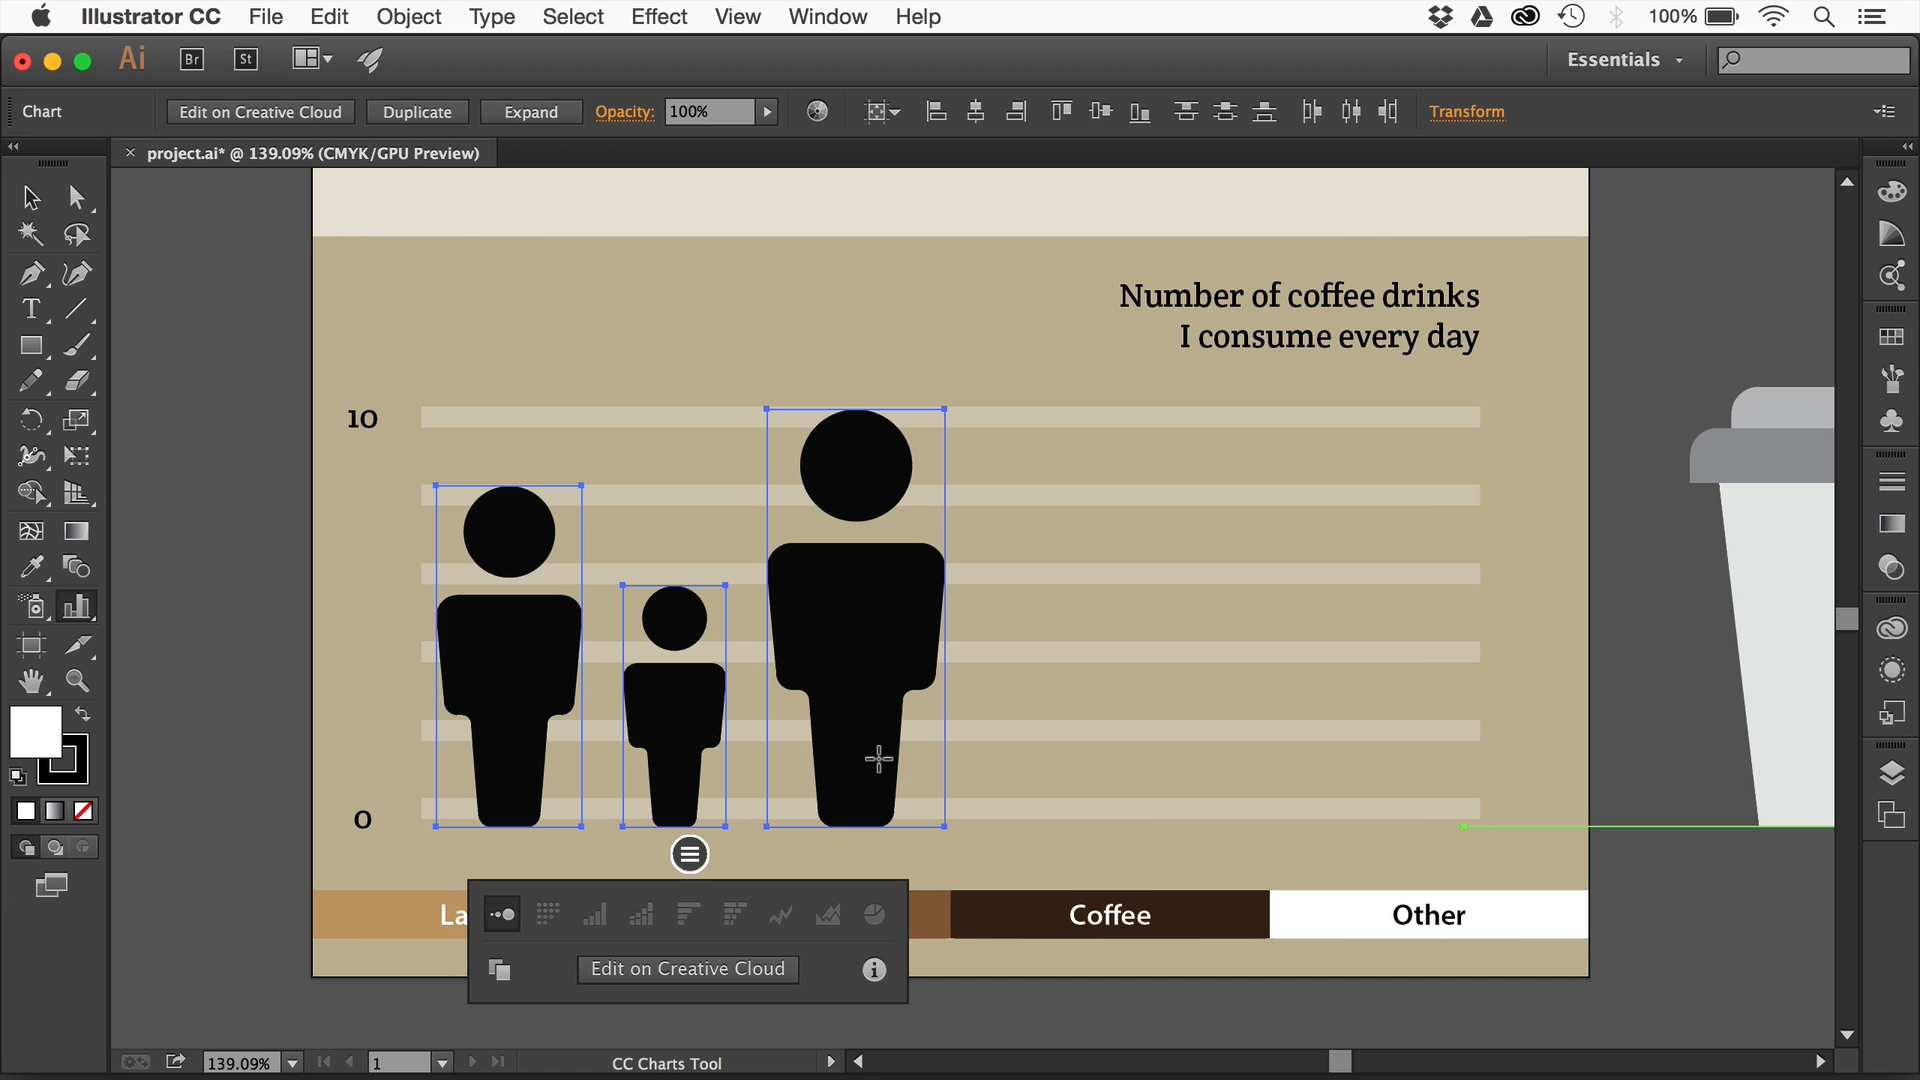 Illustrator CC File Edit Object Type Select Effect View Window Help 100%
Ai Br St Essentials
Chart Edit on Creative Cloud Duplicate Expand Opacity: 100% Transform
project.ai* @ 139.09% (CMYK/GPU Preview)
Number of coffee drinks
I consume every day
10
0
La Coffee Other
Edit on Creative Cloud
139.09% 1 CC Charts Tool